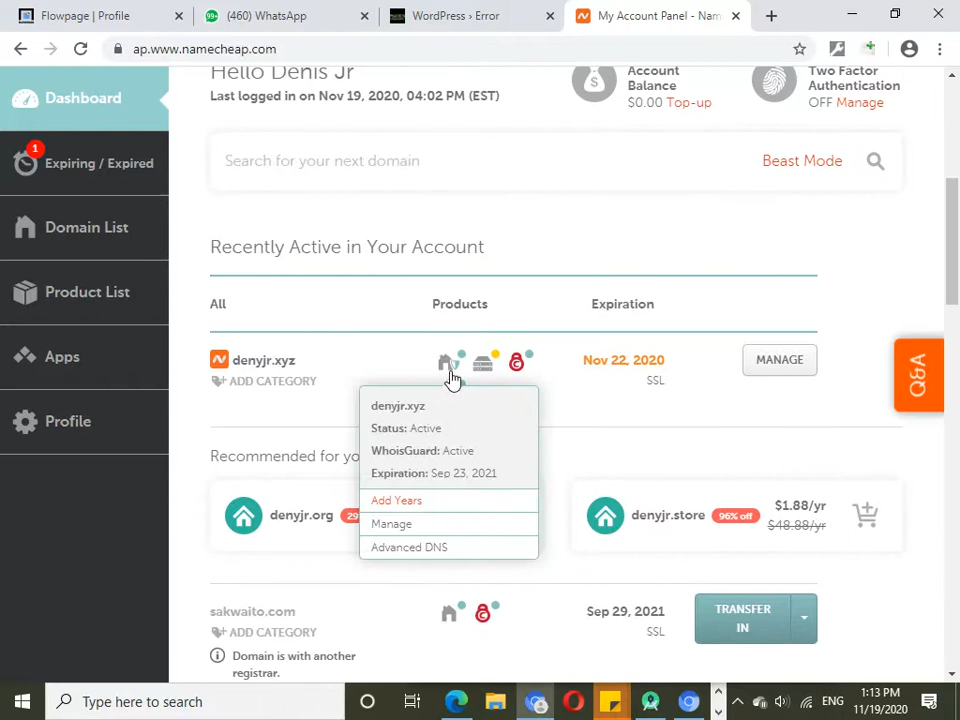 Flowpage | Profile
(460) WhatsApp
WordPress › Error
My Account Panel - Nam
ap.www.namecheap.com
Hello Denis Jr
Last logged in on Nov 19, 2020, 04:02 PM (EST)
Account
Balance
$0.00 Top-up
Two Factor
Authentication
OFF Manage
Dashboard
1
Expiring / Expired
Domain List
Product List
Apps
Profile
Search for your next domain
Beast Mode
Recently Active in Your Account
All
Products
Expiration
denyjr.xyz
ADD CATEGORY
Nov 22, 2020
SSL
MANAGE
Q&A
denyjr.xyz
Status: Active
WhoisGuard: Active
Expiration: Sep 23, 2021
Add Years
Manage
Advanced DNS
Recommended for yo
denyjr.org
denyjr.store
96% off
$1.88/yr
$48.88/yr
sakwaito.com
ADD CATEGORY
Domain is with another
registrar.
Sep 29, 2021
SSL
TRANSFER
IN
Type here to search
ENG
1:13 PM
11/19/2020